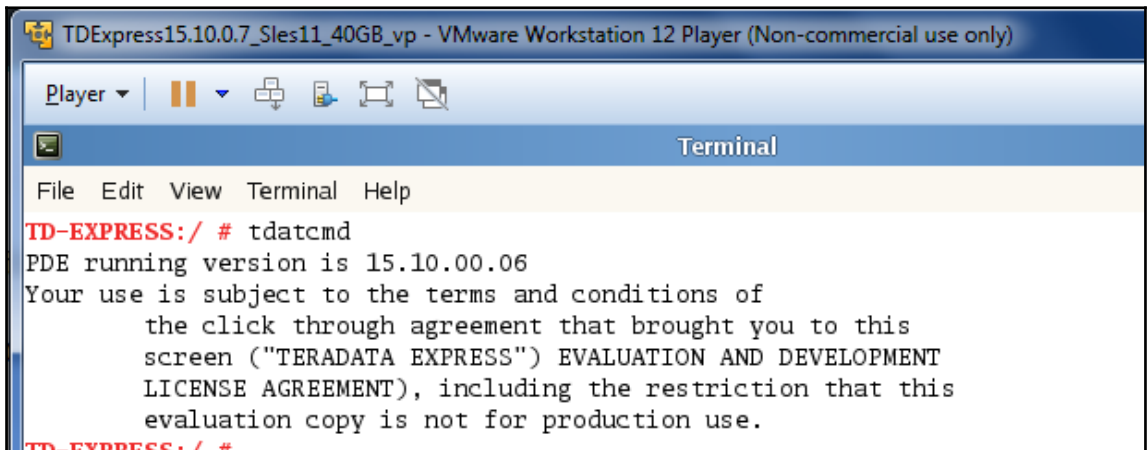 TDExpress15.10.0.7_Sles11_40GB_vp - VMware Workstation 12 Player (Non-commercial use only)
Player
Terminal
File Edit View Terminal Help
TD-EXPRESS:/ # tdatcmd
PDE running version is 15.10.00.06
Your use is subject to the terms and conditions of
the click through agreement that brought you to this
screen ("TERADATA EXPRESS") EVALUATION AND DEVELOPMENT
LICENSE AGREEMENT), including the restriction that this
evaluation copy is not for production use.
TD-EXPRESS:/ #